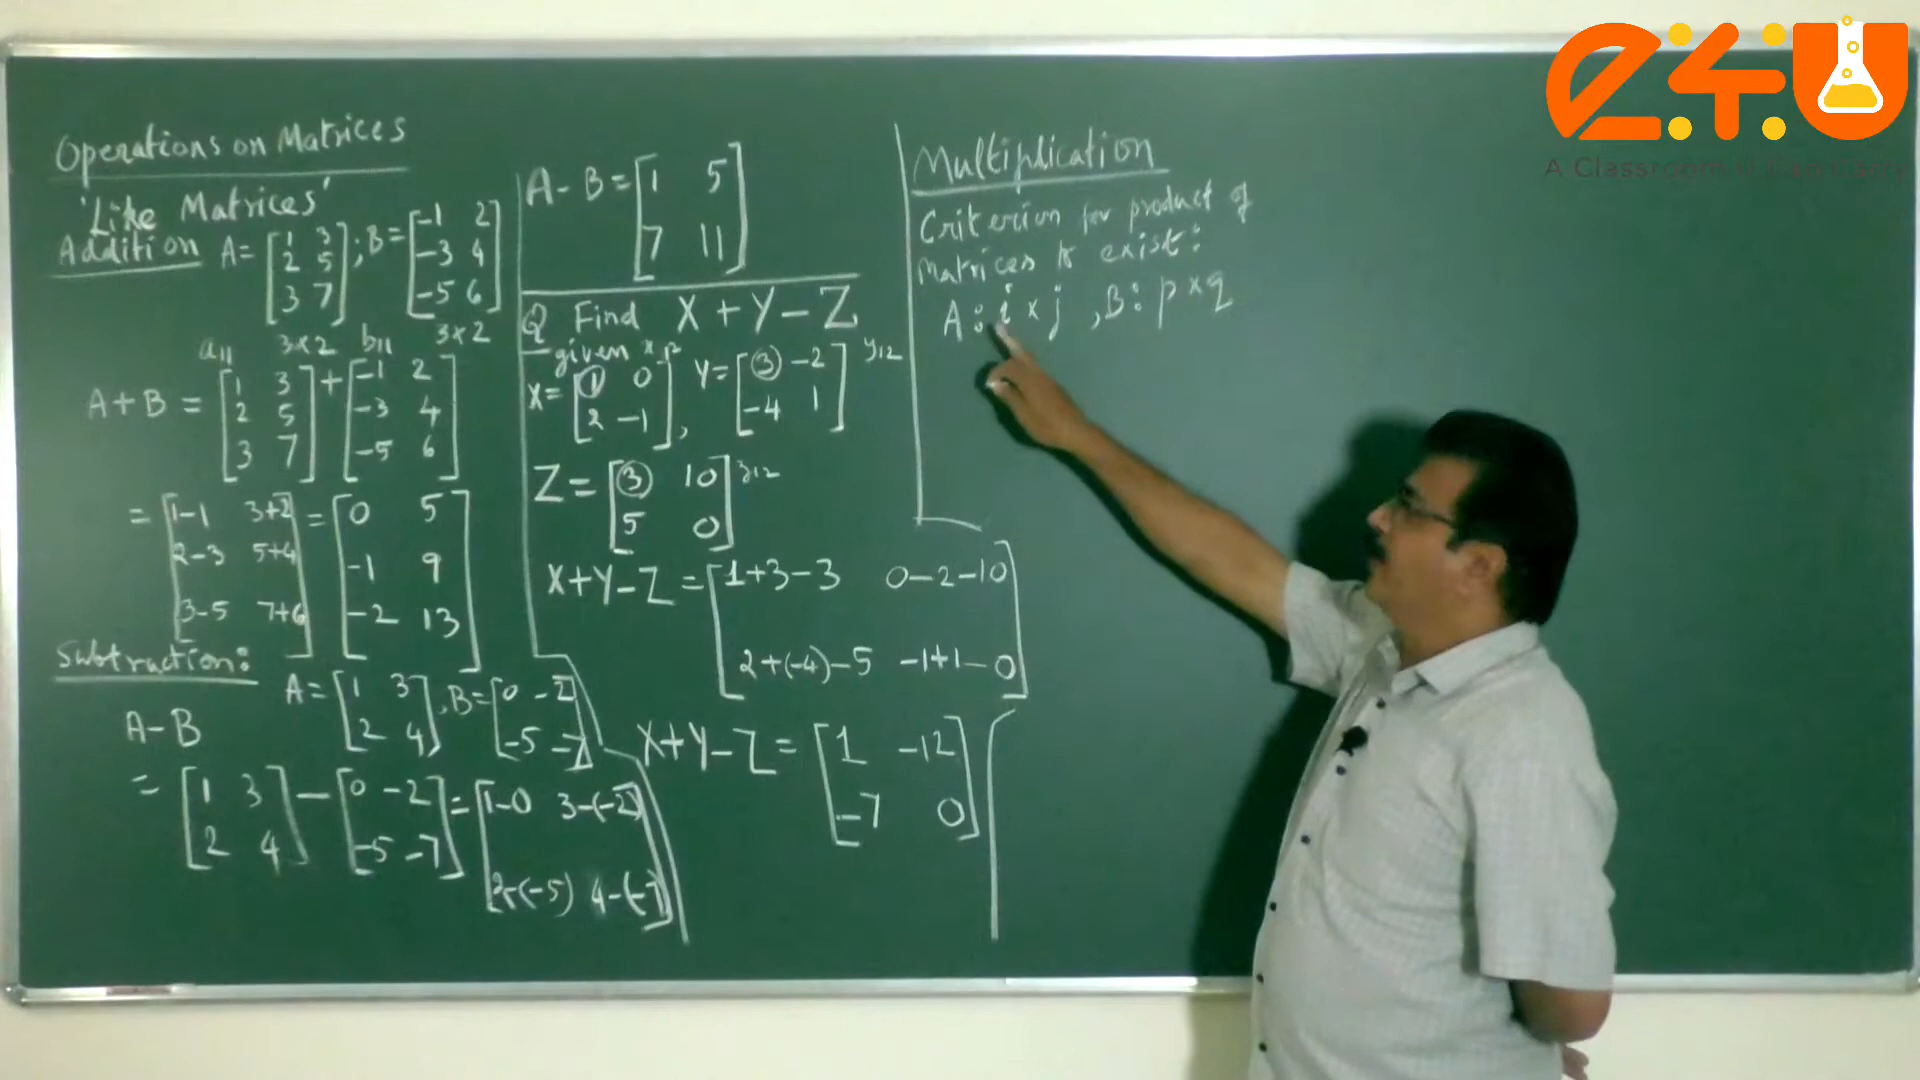 Operations on Matrices
'Like Matrices'
Addition A = [1 3; 2 5; 3 7] ; B = [-1 2; -3 4; -5 6]
a11 3×2 b11 3×2
A+B = [1 3; 2 5; 3 7] + [-1 2; -3 4; -5 6]
= [1-1 3+2; 2-3 5+4; 3-5 7+6] = [0 5; -1 9; -2 13]
Subtraction:
A = [1 3; 2 4], B = [0 -2; -5 -7]
A-B
= [1 3; 2 4] - [0 -2; -5 -7] = [1-0 3-(-2); 2-(-5) 4-(-7)]
A-B = [1 5; 7 11]
Q Find X+Y-Z
given x12
X = [1 0; 2 -1], Y = [3 -2; -4 1] y12
Z = [3 10; 5 0] z12
X+Y-Z = [1+3-3 0-2-10; 2+(-4)-5 -1+1-0]
X+Y-Z = [1 -12; -7 0]
Multiplication
Criterion for product of
Matrices to exist:
A: i×j, B: p×q
e4U
A Classroom